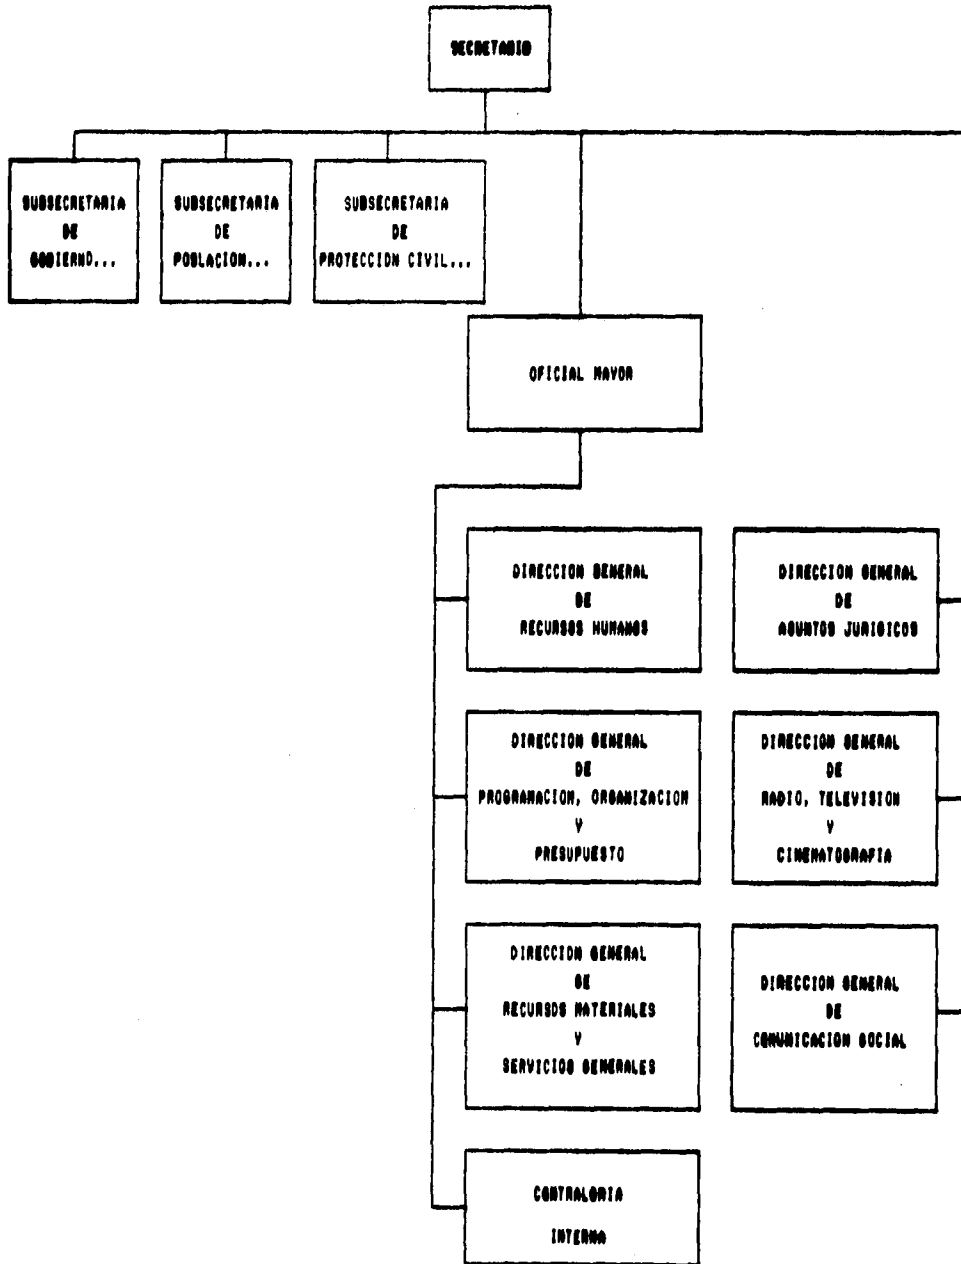 SECRETARIO
SUBSECRETARIA
DE
GOBIERNO...
SUBSECRETARIA
DE
POBLACION...
SUBSECRETARIA
DE
PROTECCION CIVIL...
OFICIAL MAYOR
DIRECCION GENERAL
DE
RECURSOS HUMANOS
DIRECCION GENERAL
DE
ASUNTOS JURIDICOS
DIRECCION GENERAL
DE
PROGRAMACION, ORGANIZACION
Y
PRESUPUESTO
DIRECCION GENERAL
DE
RADIO, TELEVISION
Y
CINEMATOGRAFIA
DIRECCION GENERAL
DE
RECURSOS MATERIALES
Y
SERVICIOS GENERALES
DIRECCION GENERAL
DE
COMUNICACION SOCIAL
CONTRALORIA
INTERNA